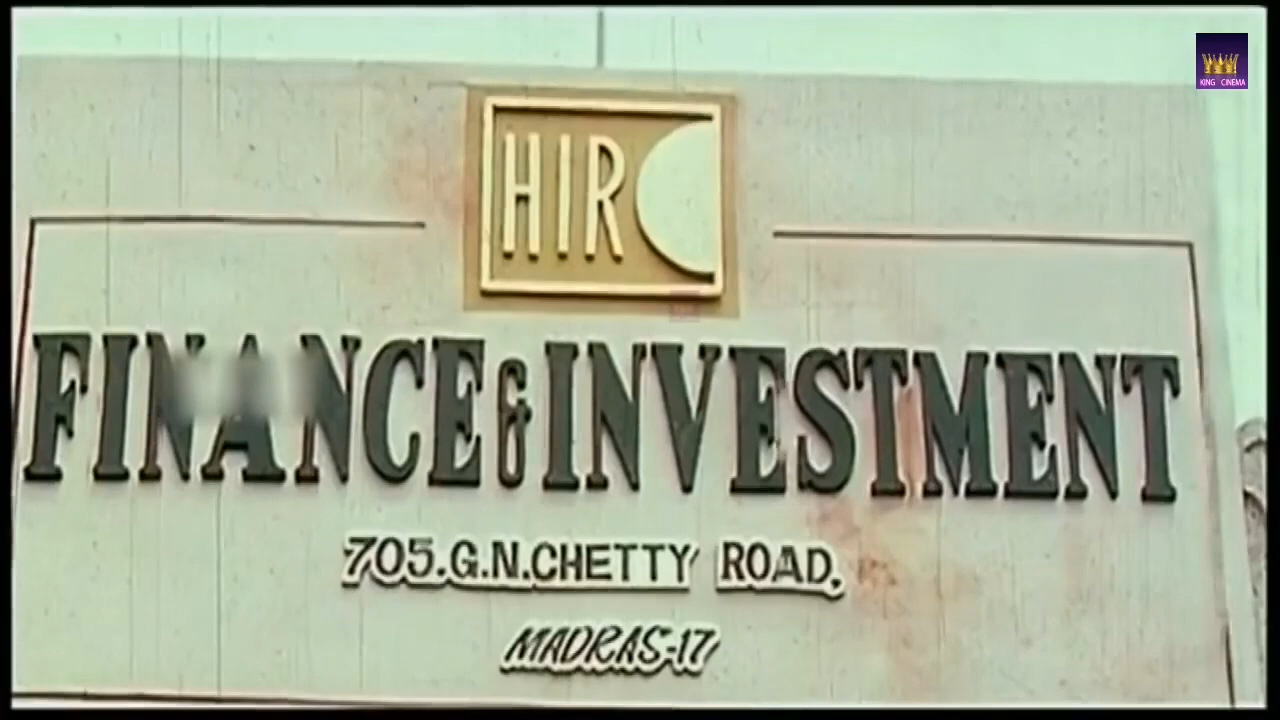 KING CINEMA
HIR
FINANCE & INVESTMENT
705.G.N.CHETTY ROAD.
MADRAS-17